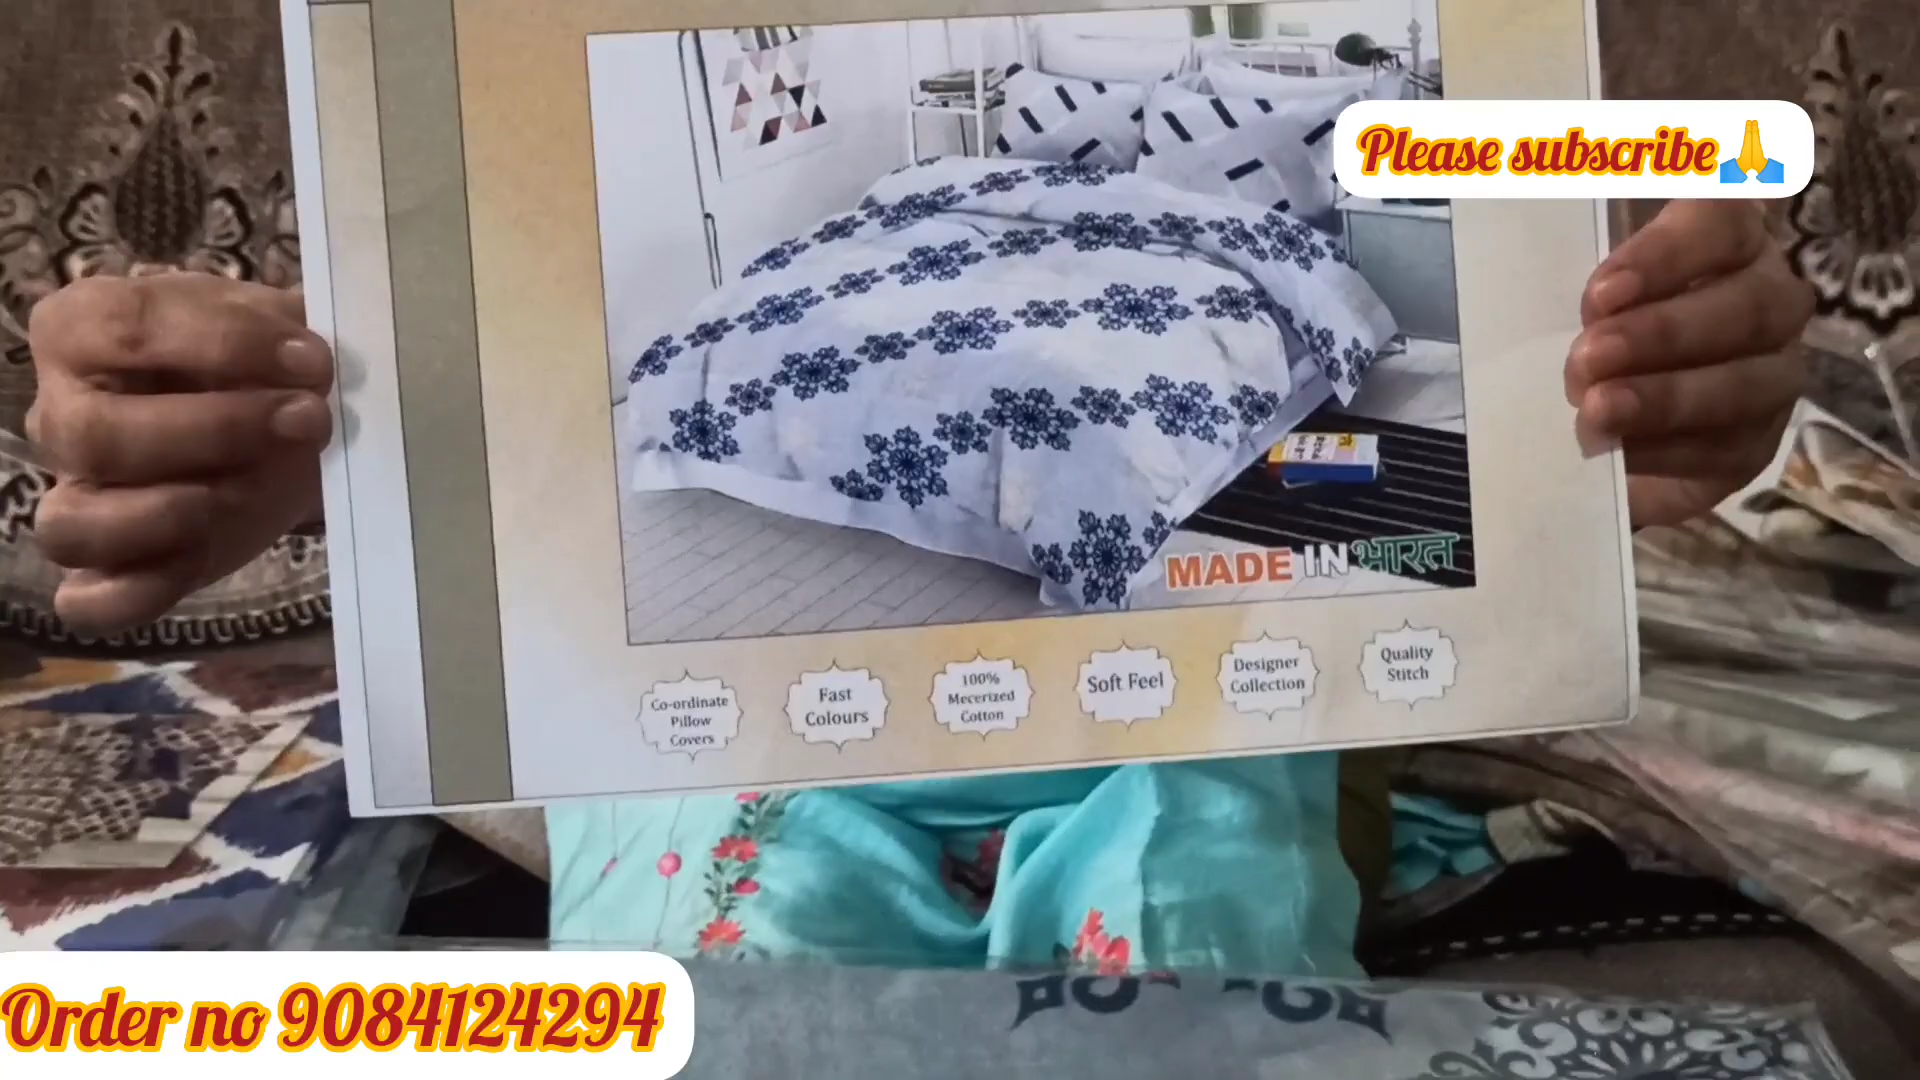 Please subscribe🙏
MADE IN भारत
Co-ordinate
Pillow
Covers
Fast
Colours
100%
Mecerized
Cotton
Soft Feel
Designer
Collection
Quality
Stitch
Order no 9084124294